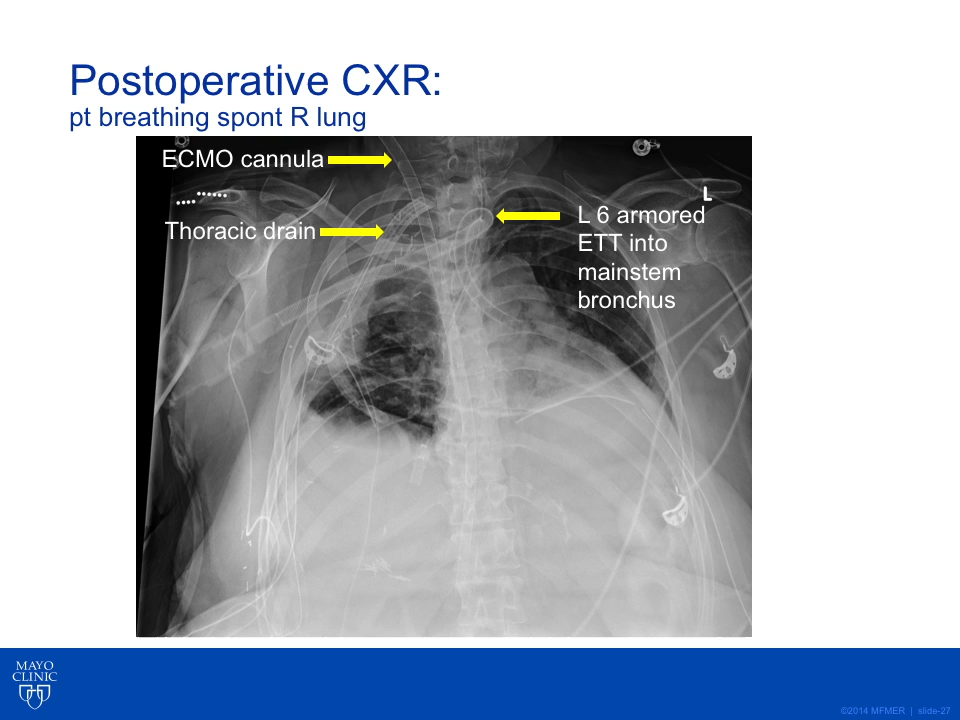 Postoperative CXR:
pt breathing spont R lung
ECMO cannula
Thoracic drain
L
L 6 armored
ETT into
mainstem
bronchus
MAYO
CLINIC
©2014 MFMER | slide-27